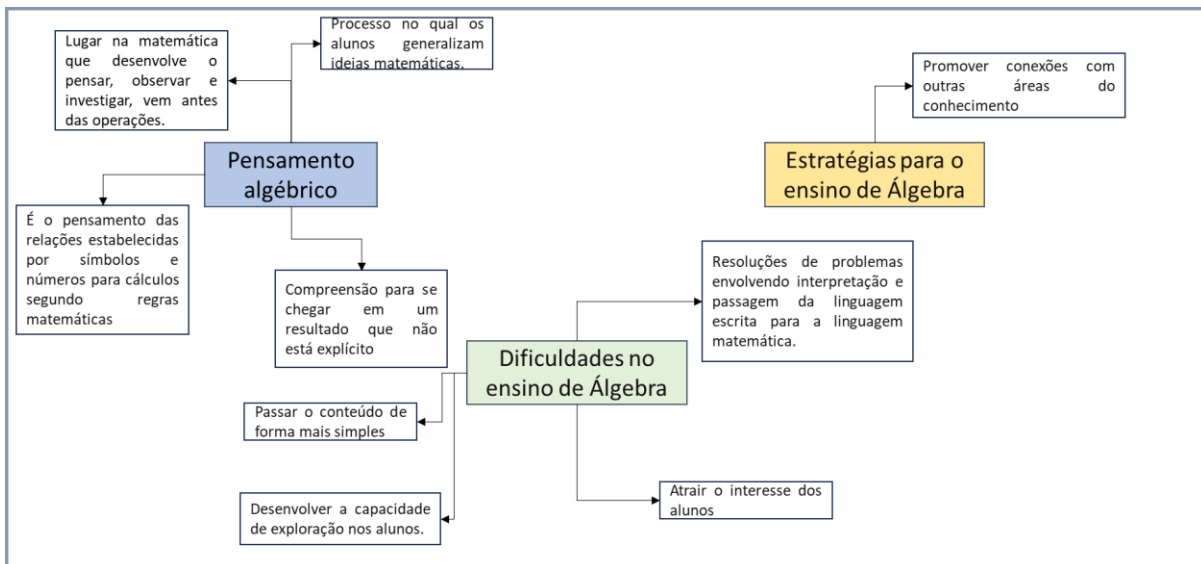 Processo no qual os
alunos generalizam
ideias matemáticas.
Lugar na matemática
que desenvolve o
pensar, observar e
investigar, vem antes
das operações.
Promover conexões com
outras áreas do
conhecimento
Pensamento
algébrico
Estratégias para o
ensino de Álgebra
É o pensamento das
relações estabelecidas
por símbolos e
números para cálculos
segundo regras
matemáticas
Compreensão para se
chegar em um
resultado que não
está explícito
Resoluções de problemas
envolvendo interpretação e
passagem da linguagem
escrita para a linguagem
matemática.
Dificuldades no
ensino de Álgebra
Passar o conteúdo de
forma mais simples
Desenvolver a capacidade
de exploração nos alunos.
Atrair o interesse dos
alunos